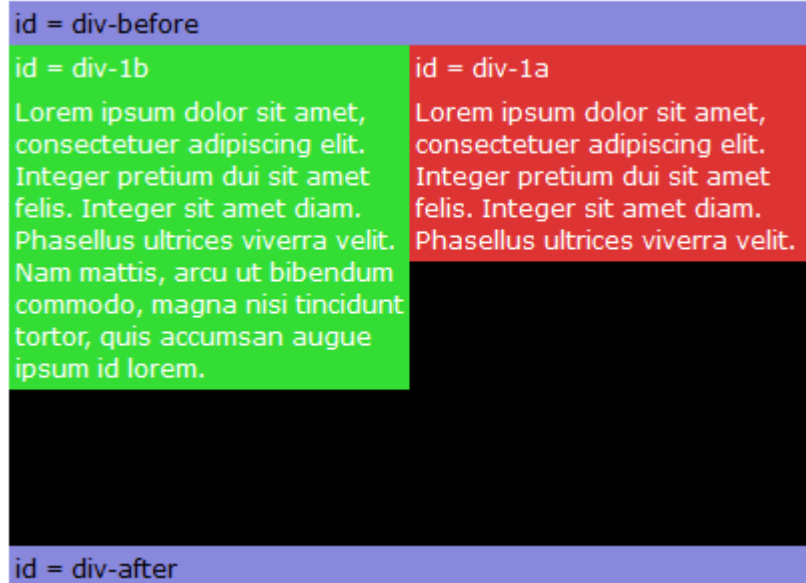 id = div-before
id = div-1b
Lorem ipsum dolor sit amet,
consectetuer adipiscing elit.
Integer pretium dui sit amet
felis. Integer sit amet diam.
Phasellus ultrices viverra velit.
Nam mattis, arcu ut bibendum
commodo, magna nisi tincidunt
tortor, quis accumsan augue
ipsum id lorem.
id = div-1a
Lorem ipsum dolor sit amet,
consectetuer adipiscing elit.
Integer pretium dui sit amet
felis. Integer sit amet diam.
Phasellus ultrices viverra velit.
id = div-after